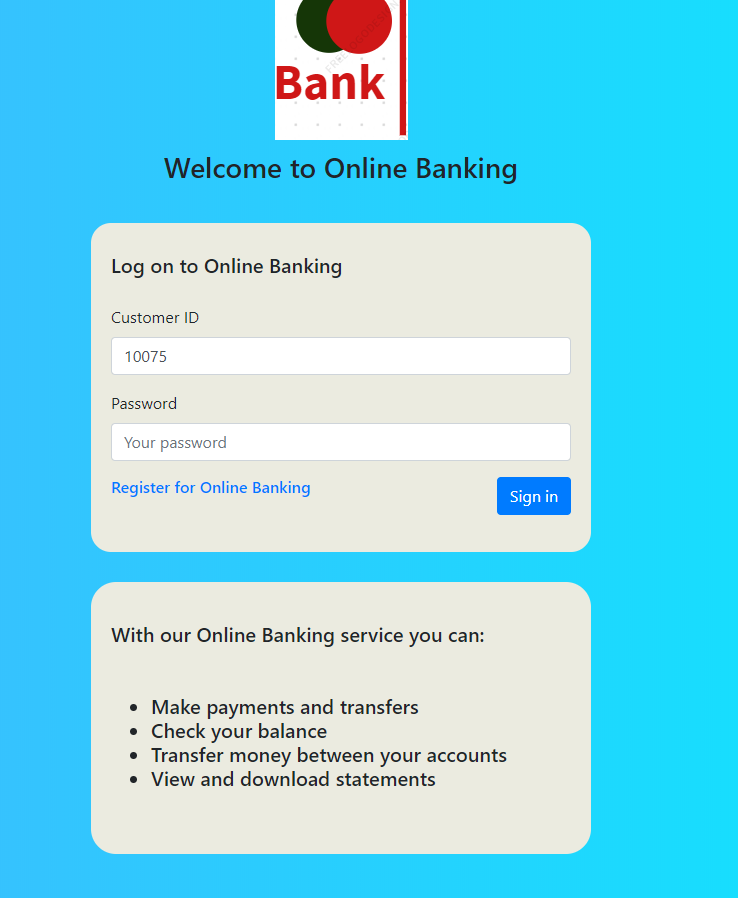 Bank
Welcome to Online Banking
Log on to Online Banking
Customer ID
10075
Password
Your password
Register for Online Banking
Sign in
With our Online Banking service you can:
Make payments and transfers
Check your balance
Transfer money between your accounts
View and download statements